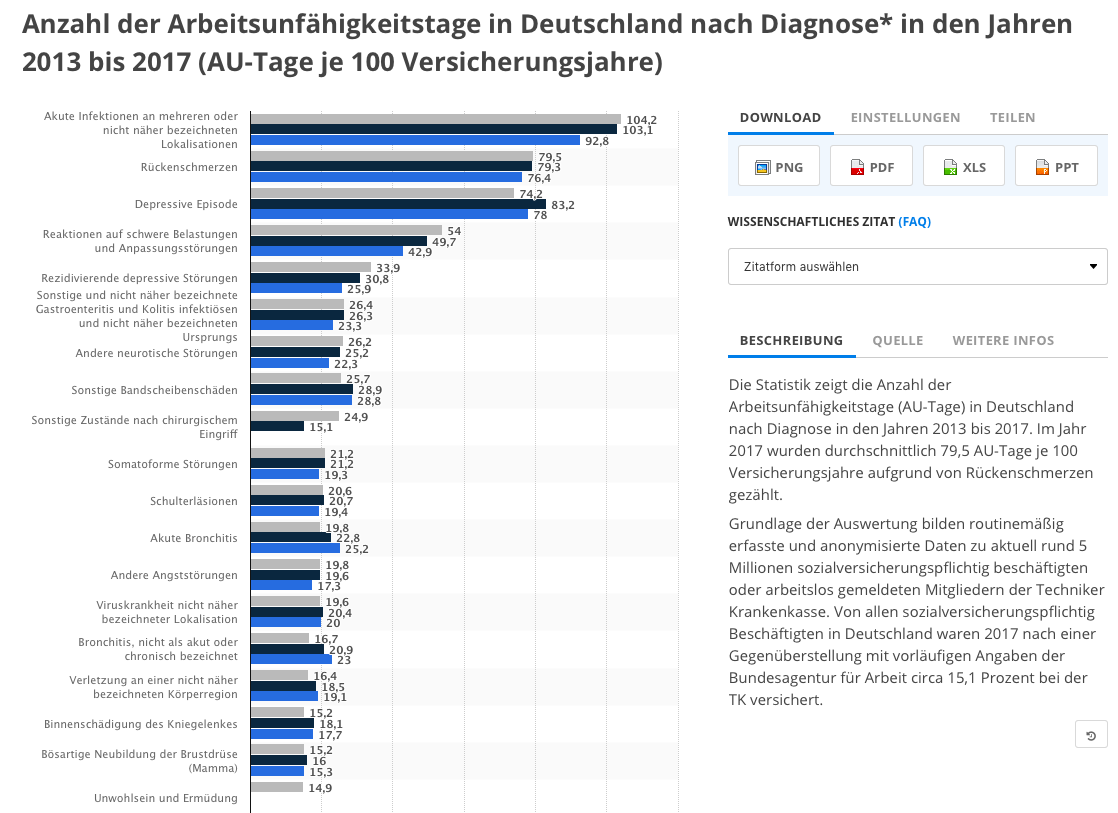 Anzahl der Arbeitsunfähigkeitstage in Deutschland nach Diagnose* in den Jahren
2013 bis 2017 (AU-Tage je 100 Versicherungsjahre)
Akute Infektionen an mehreren oder
nicht näher bezeichneten
Lokalisationen
104,2
103,1
92,8
Rückenschmerzen
79,5
79,3
76,4
Depressive Episode
74,2
83,2
78
Reaktionen auf schwere Belastungen
und Anpassungsstörungen
54
49,7
42,9
Rezidivierende depressive Störungen
33,9
30,8
25,9
Sonstige und nicht näher bezeichnete
Gastroenteritis und Kolitis infektiösen
und nicht näher bezeichneten
Ursprungs
26,4
26,3
23,3
Andere neurotische Störungen
26,2
25,2
22,3
Sonstige Bandscheibenschäden
25,7
28,9
28,8
Sonstige Zustände nach chirurgischem
Eingriff
24,9
15,1
Somatoforme Störungen
21,2
21,2
19,3
Schulterläsionen
20,6
20,7
19,4
Akute Bronchitis
19,8
22,8
25,2
Andere Angststörungen
19,8
19,6
17,3
Viruskrankheit nicht näher
bezeichneter Lokalisation
19,6
20,4
20
Bronchitis, nicht als akut oder
chronisch bezeichnet
16,7
20,9
23
Verletzung an einer nicht näher
bezeichneten Körperregion
16,4
18,5
19,1
Binnenschädigung des Kniegelenkes
15,2
18,1
17,7
Bösartige Neubildung der Brustdrüse
(Mamma)
15,2
16
15,3
Unwohlsein und Ermüdung
14,9
DOWNLOAD EINSTELLUNGEN TEILEN
PNG PDF XLS PPT
WISSENSCHAFTLICHES ZITAT (FAQ)
Zitatform auswählen
BESCHREIBUNG QUELLE WEITERE INFOS
Die Statistik zeigt die Anzahl der
Arbeitsunfähigkeitstage (AU-Tage) in Deutschland
nach Diagnose in den Jahren 2013 bis 2017. Im Jahr
2017 wurden durchschnittlich 79,5 AU-Tage je 100
Versicherungsjahre aufgrund von Rückenschmerzen
gezählt.
Grundlage der Auswertung bilden routinemäßig
erfasste und anonymisierte Daten zu aktuell rund 5
Millionen sozialversicherungspflichtig beschäftigten
oder arbeitslos gemeldeten Mitgliedern der Techniker
Krankenkasse. Von allen sozialversicherungspflichtig
Beschäftigten in Deutschland waren 2017 nach einer
Gegenüberstellung mit vorläufigen Angaben der
Bundesagentur für Arbeit circa 15,1 Prozent bei der
TK versichert.